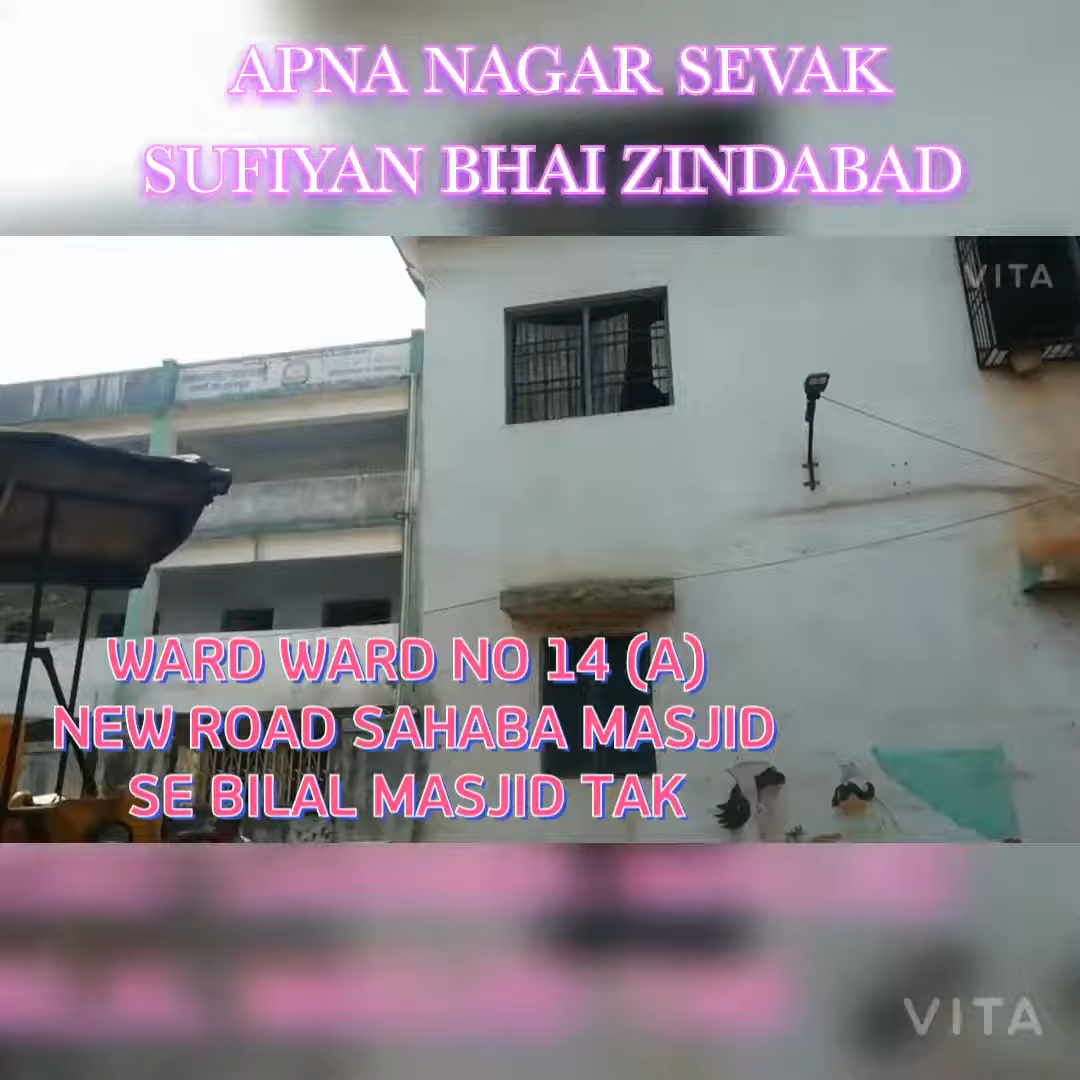 APNA NAGAR SEVAK
SUFIYAN BHAI ZINDABAD
VITA
WARD WARD NO 14 (A)
NEW ROAD SAHABA MASJID
SE BILAL MASJID TAK
VITA